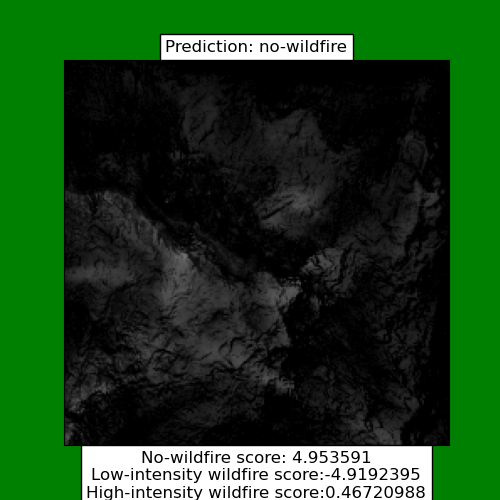 Prediction: no-wildfire
No-wildfire score: 4.953591
Low-intensity wildfire score:-4.9192395
High-intensity wildfire score:0.46720988